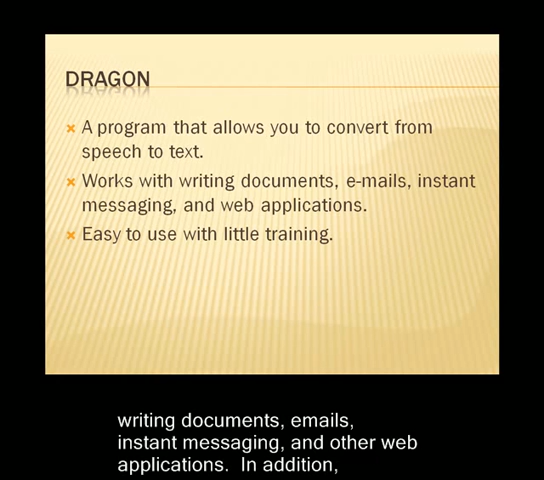 DRAGON
A program that allows you to convert from
speech to text.
Works with writing documents, e-mails, instant
messaging, and web applications.
Easy to use with little training.
writing documents, emails,
instant messaging, and other web
applications.  In addition,